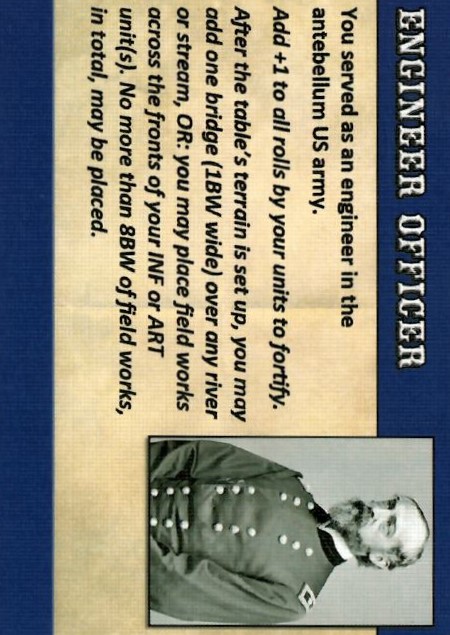 ENGINEER OFFICER
You served as an engineer in the
antebellum US army.
Add +1 to all rolls by your units to fortify.
After the table's terrain is set up, you may
add one bridge (1BW wide) over any river
or stream, OR: you may place field works
across the fronts of your INF or ART
unit(s). No more than 8BW of field works,
in total, may be placed.